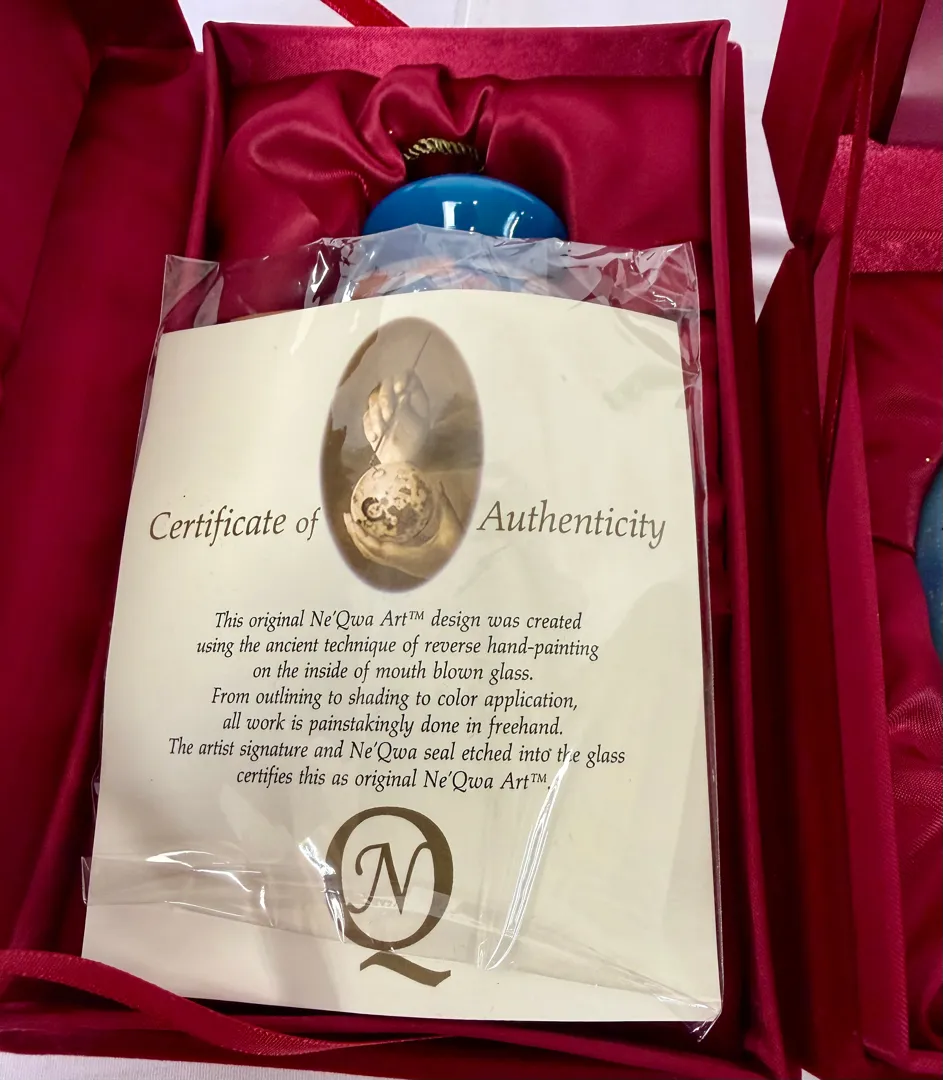 Certificate of Authenticity
This original Ne'Qwa Art™ design was created
using the ancient technique of reverse hand-painting
on the inside of mouth blown glass.
From outlining to shading to color application,
all work is painstakingly done in freehand.
The artist signature and Ne'Qwa seal etched into the glass
certifies this as original Ne'Qwa Art™.
NQ